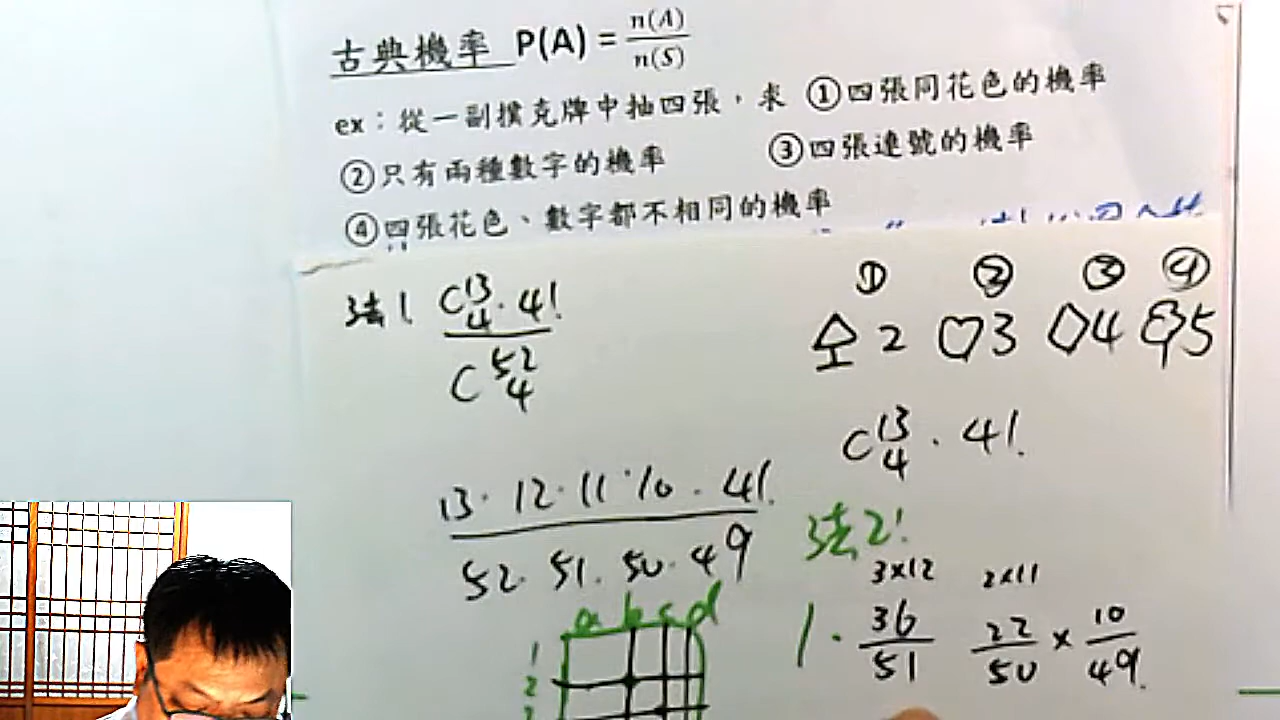 古典機率 P(A) = n(A)/n(S)
ex：從一副撲克牌中抽四張，求 ①四張同花色的機率
②只有兩種數字的機率 ③四張連號的機率
④四張花色、數字都不相同的機率
① ② ③ ④
2 3 4 5
法1 C13 4 · 4!
C52 4
C13 4 · 4!
13 · 12 · 11 · 10 · 4!
52 · 51 · 50 · 49
法2!
3×12 2×11
1 · 36/51 22/50 × 10/49
a b c d
1
2